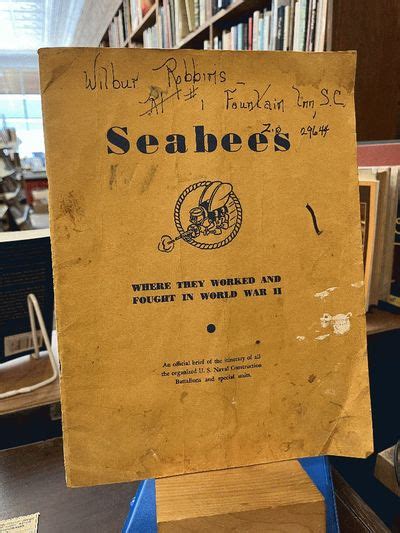 Wilbur Robbins
Rt #1 Fountain Inn, S.C.
Zip 29644
Seabees
WHERE THEY WORKED AND
FOUGHT IN WORLD WAR II
An official brief of the itinerary of all
the organized U. S. Naval Construction
Battalions and special units.